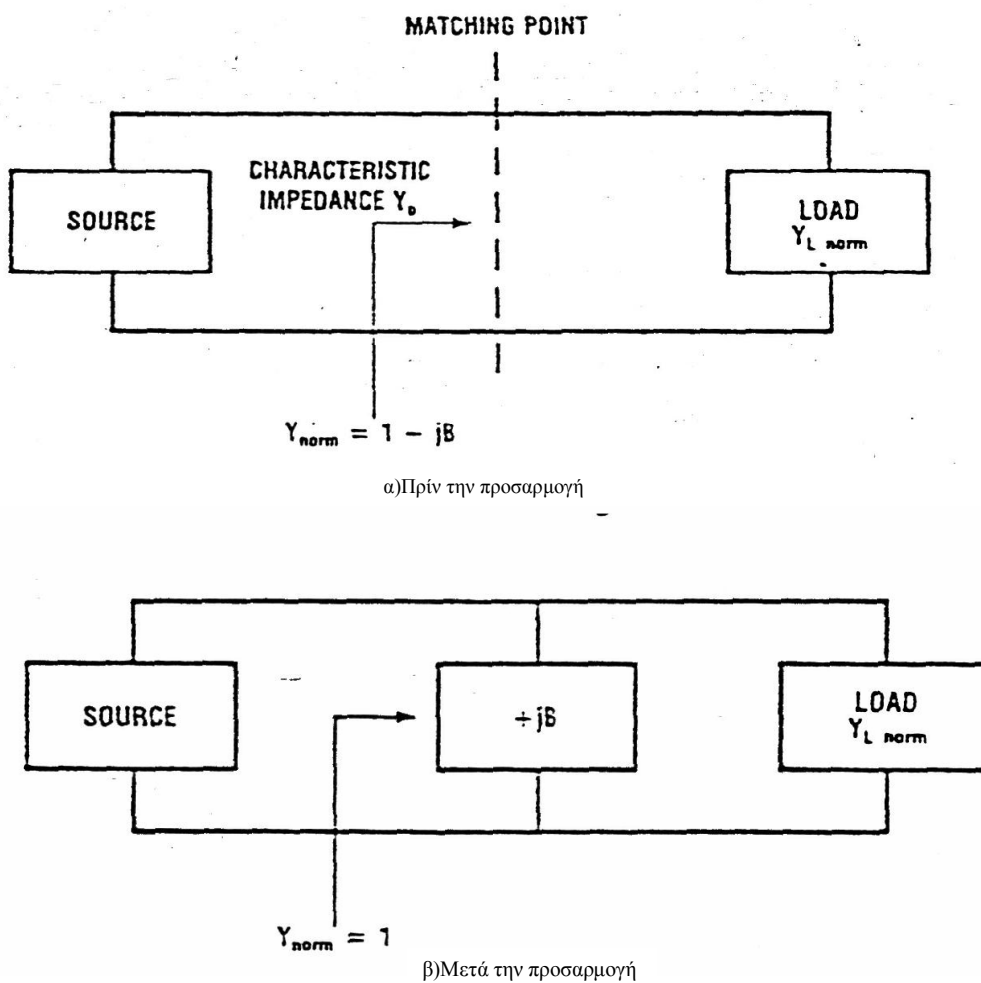 MATCHING POINT
CHARACTERISTIC
IMPEDANCE Y₀
SOURCE
LOAD
Y_L norm
Y_norm = 1 - jB
α)Πρίν την προσαρμογή
SOURCE
+jB
LOAD
Y_L norm
Y_norm = 1
β)Μετά την προσαρμογή